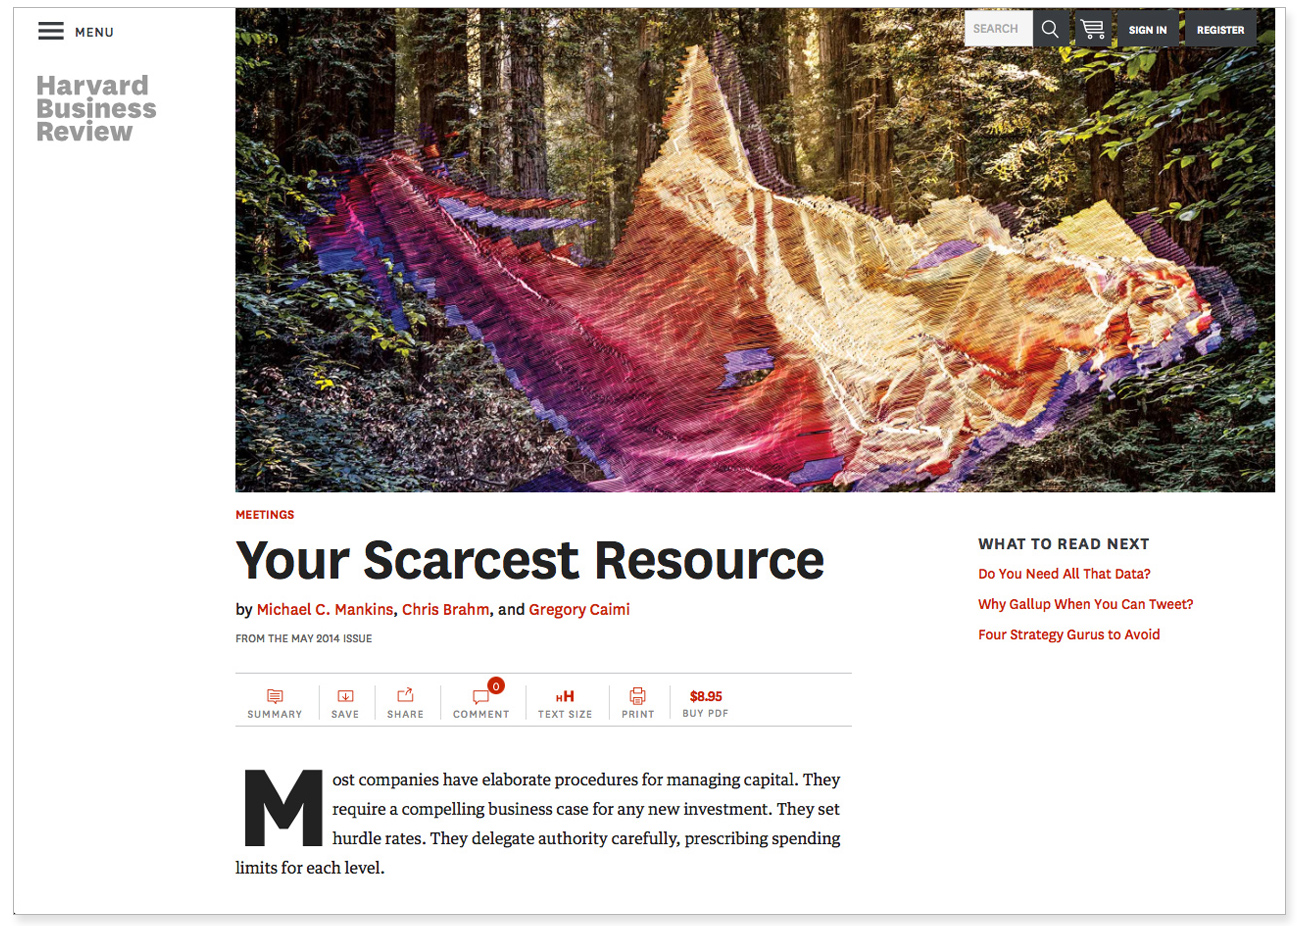 MENU
SEARCH
SIGN IN
REGISTER
Harvard
Business
Review
MEETINGS
Your Scarcest Resource
by Michael C. Mankins, Chris Brahm, and Gregory Caimi
FROM THE MAY 2014 ISSUE
SUMMARY
SAVE
SHARE
0
COMMENT
HH
TEXT SIZE
PRINT
$8.95
BUY PDF
Most companies have elaborate procedures for managing capital. They
require a compelling business case for any new investment. They set
hurdle rates. They delegate authority carefully, prescribing spending
limits for each level.
WHAT TO READ NEXT
Do You Need All That Data?
Why Gallup When You Can Tweet?
Four Strategy Gurus to Avoid